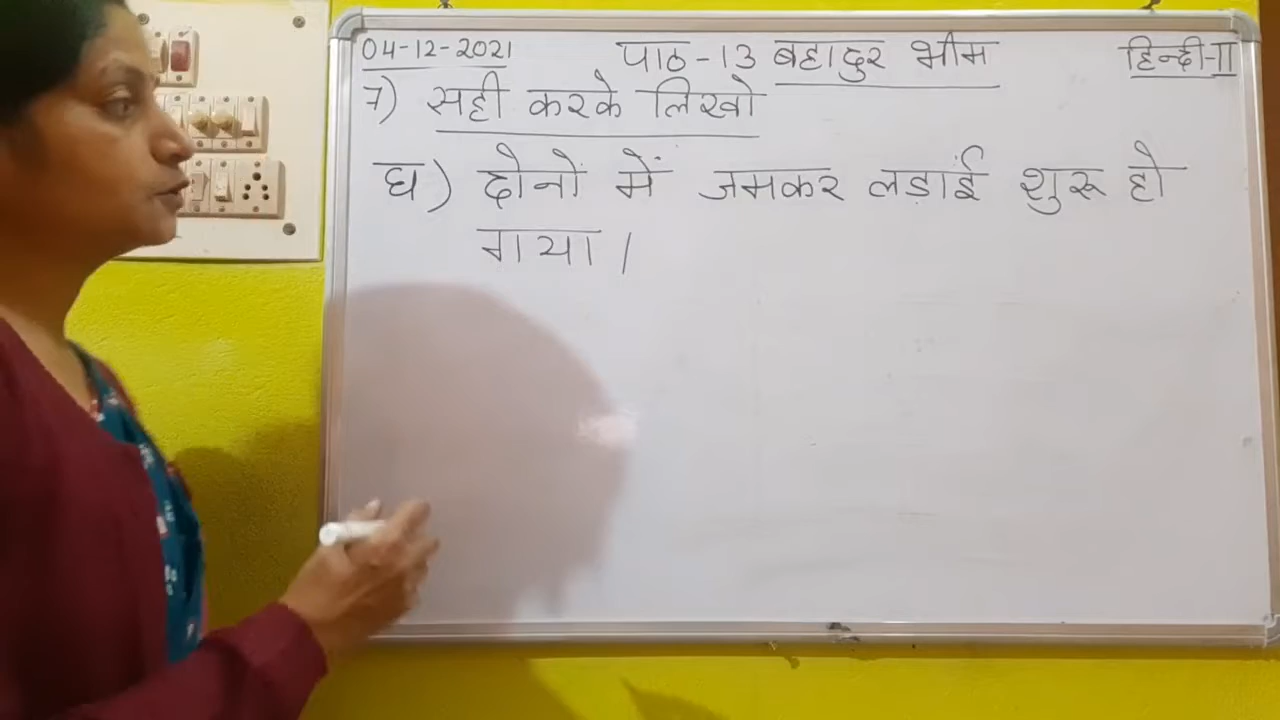 04-12-2021 पाठ-13 बहादुर भीम हिन्दी-II
7) सही करके लिखो
घ) दोनों में जमकर लड़ाई शुरू हो
गया।